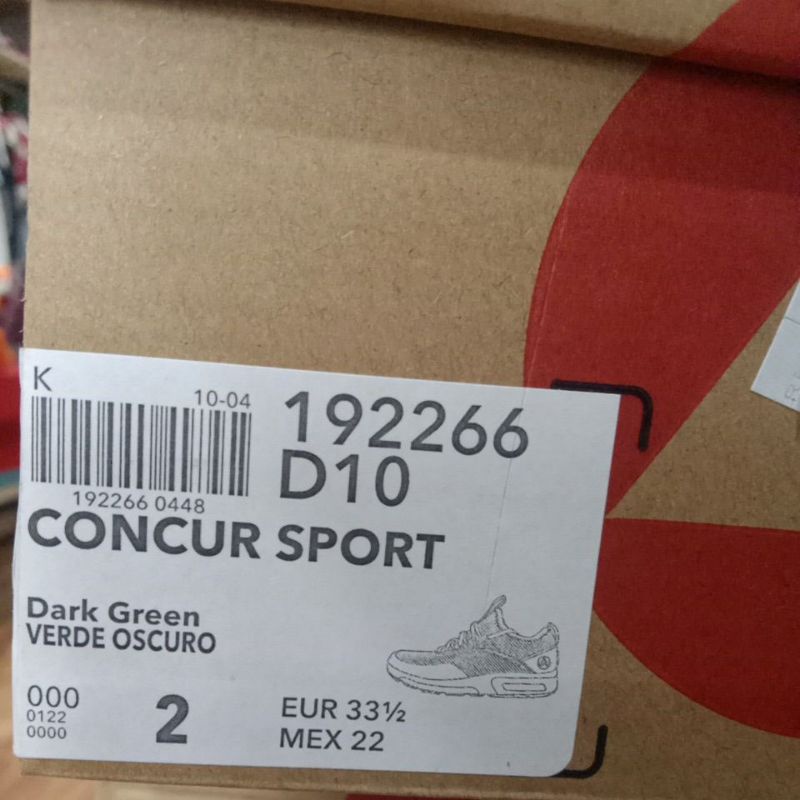 K
10-04
192266 0448
192266
D10
CONCUR SPORT
Dark Green
VERDE OSCURO
000
0122
0000
2
EUR 33½
MEX 22